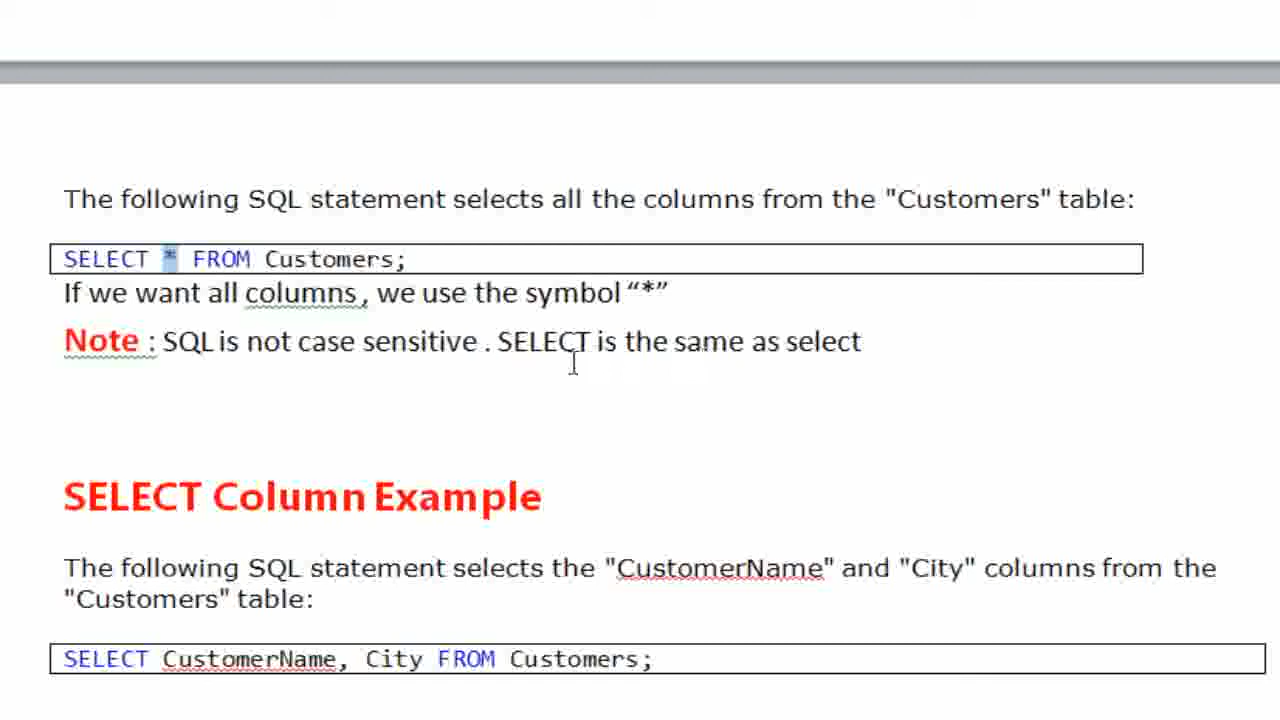 The following SQL statement selects all the columns from the "Customers" table:
SELECT * FROM Customers;
If we want all columns , we use the symbol “*”
Note : SQL is not case sensitive . SELECT is the same as select
SELECT Column Example
The following SQL statement selects the "CustomerName" and "City" columns from the
"Customers" table:
SELECT CustomerName, City FROM Customers;